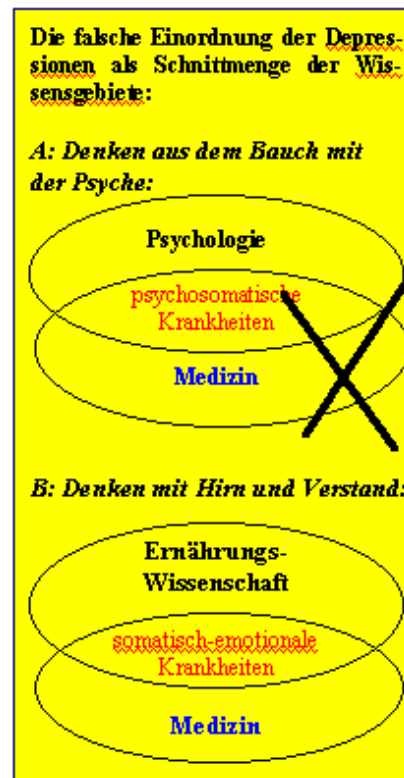 Die falsche Einordnung der Depres-
sionen als Schnittmenge der Wis-
sensgebiete:
A: Denken aus dem Bauch mit
der Psyche:
Psychologie
psychosomatische
Krankheiten
Medizin
B: Denken mit Hirn und Verstand:
Ernährungs-
Wissenschaft
somatisch-emotionale
Krankheiten
Medizin